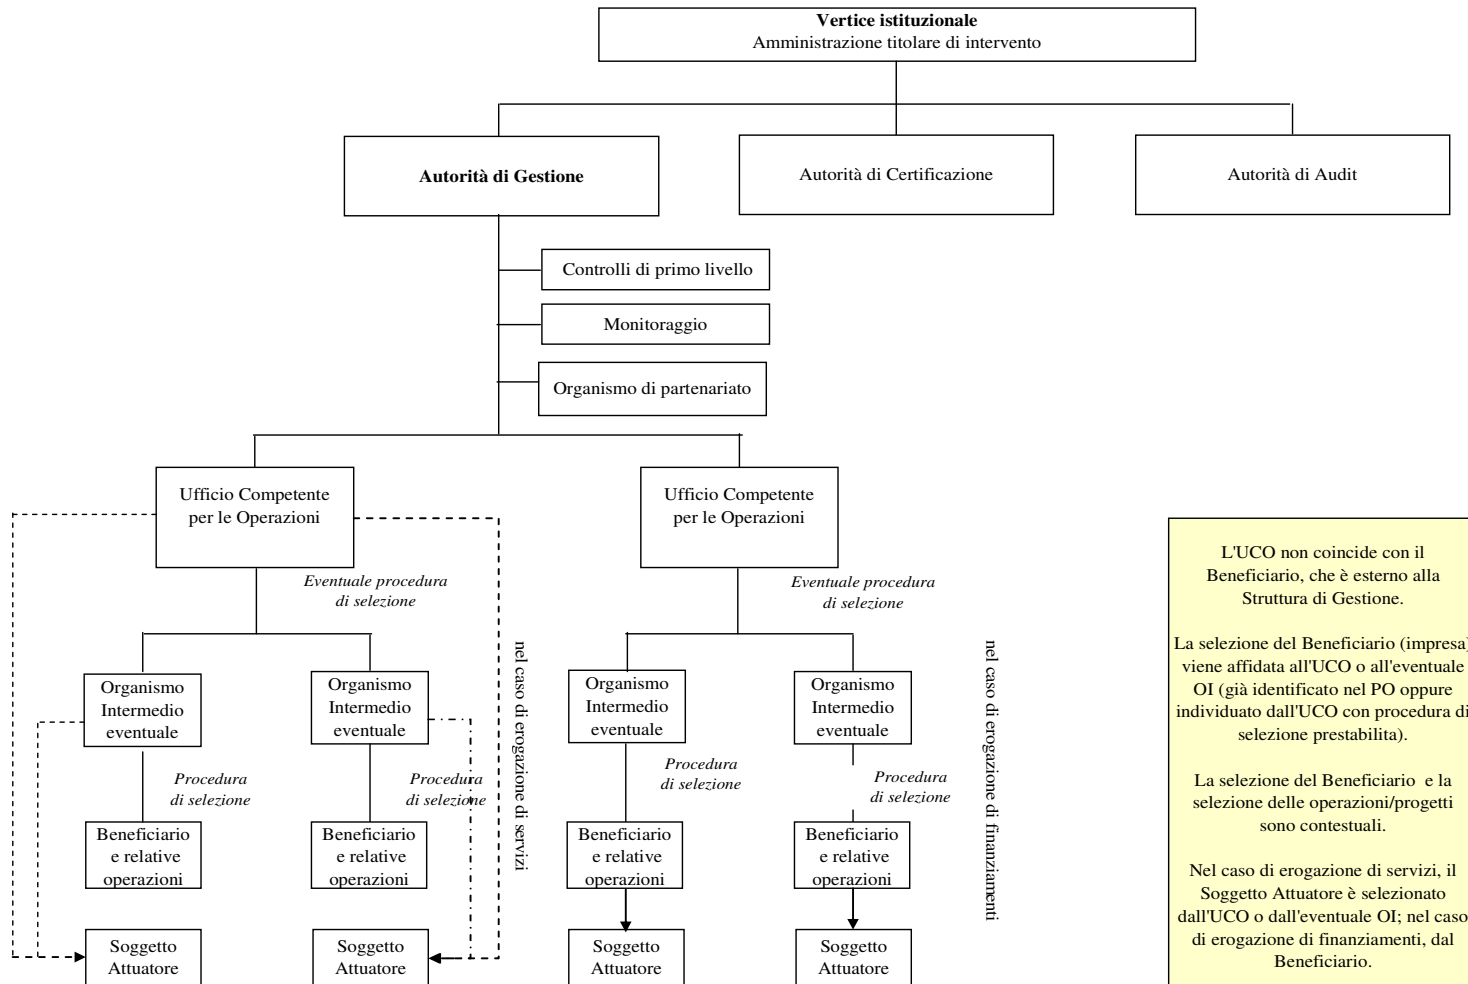 Vertice istituzionale
Amministrazione titolare di intervento
Autorità di Gestione
Autorità di Certificazione
Autorità di Audit
Controlli di primo livello
Monitoraggio
Organismo di partenariato
Ufficio Competente
per le Operazioni
Ufficio Competente
per le Operazioni
Eventuale procedura
di selezione
Eventuale procedura
di selezione
Organismo
Intermedio
eventuale
Organismo
Intermedio
eventuale
nel caso di erogazione di servizi
Organismo
Intermedio
eventuale
Organismo
Intermedio
eventuale
nel caso di erogazione di finanziamenti
Procedura
di selezione
Procedura
di selezione
Procedura
di selezione
Procedura
di selezione
Beneficiario
e relative
operazioni
Beneficiario
e relative
operazioni
Beneficiario
e relative
operazioni
Beneficiario
e relative
operazioni
Soggetto
Attuatore
Soggetto
Attuatore
Soggetto
Attuatore
Soggetto
Attuatore
L'UCO non coincide con il
Beneficiario, che è esterno alla
Struttura di Gestione.
La selezione del Beneficiario (impresa)
viene affidata all'UCO o all'eventuale
OI (già identificato nel PO oppure
individuato dall'UCO con procedura di
selezione prestabilita).
La selezione del Beneficiario e la
selezione delle operazioni/progetti
sono contestuali.
Nel caso di erogazione di servizi, il
Soggetto Attuatore è selezionato
dall'UCO o dall'eventuale OI; nel caso
di erogazione di finanziamenti, dal
Beneficiario.